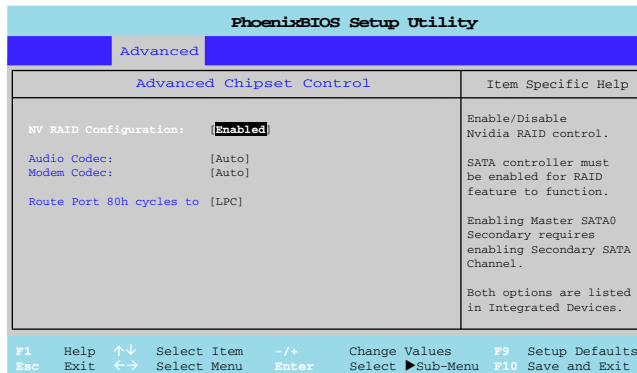 PhoenixBIOS Setup Utility
Advanced
Advanced Chipset Control
Item Specific Help
NV RAID Configuration: [Enabled]
Audio Codec: [Auto]
Modem Codec: [Auto]
Route Port 80h cycles to [LPC]
Enable/Disable
Nvidia RAID control.
SATA controller must
be enabled for RAID
feature to function.
Enabling Master SATA0
Secondary requires
enabling Secondary SATA
Channel.
Both options are listed
in Integrated Devices.
F1 Help ↑↓ Select Item -/+ Change Values F9 Setup Defaults
Esc Exit ←→ Select Menu Enter Select ▶Sub-Menu F10 Save and Exit